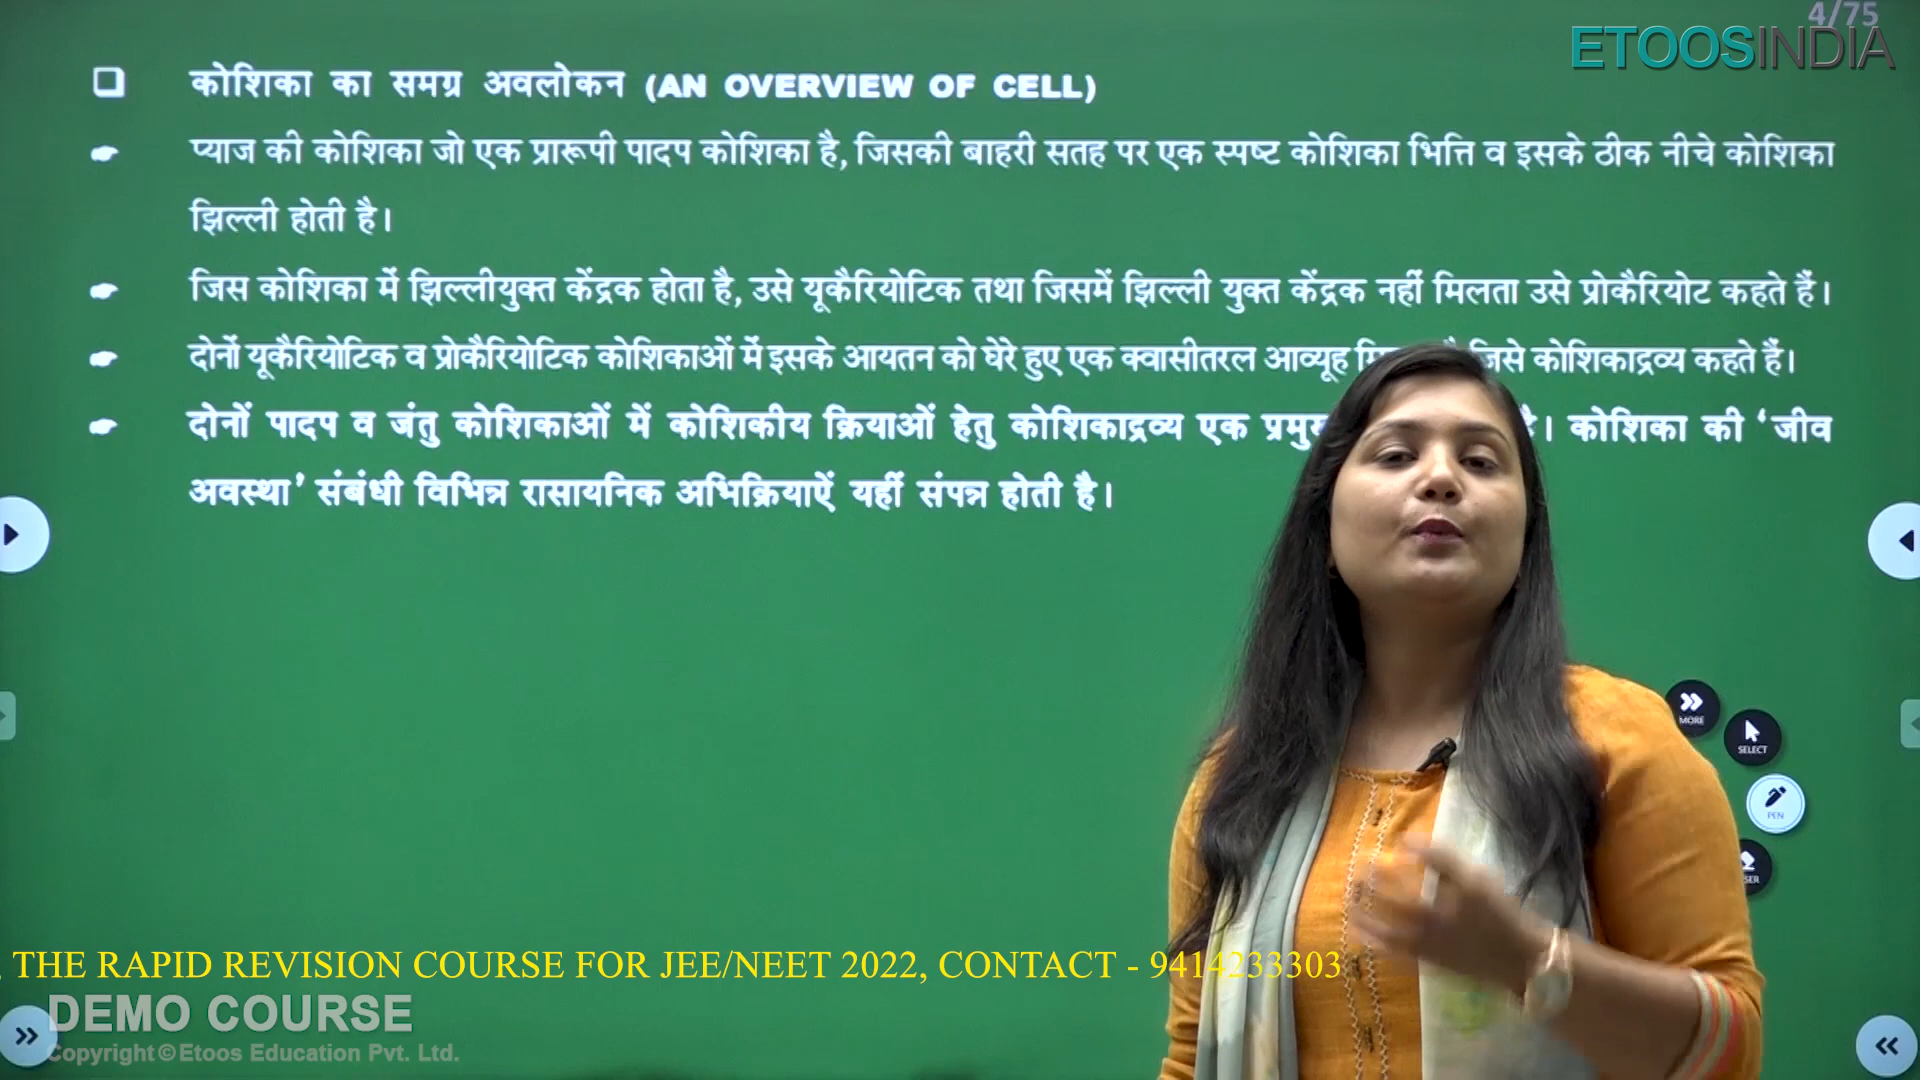 4/75
ETOOSINDIA
कोशिका का समग्र अवलोकन (AN OVERVIEW OF CELL)
प्याज की कोशिका जो एक प्रारूपी पादप कोशिका है, जिसकी बाहरी सतह पर एक स्पष्ट कोशिका भित्ति व इसके ठीक नीचे कोशिका
झिल्ली होती है।
जिस कोशिका में झिल्लीयुक्त केंद्रक होता है, उसे यूकैरियोटिक तथा जिसमें झिल्ली युक्त केंद्रक नहीं मिलता उसे प्रोकैरियोट कहते हैं।
दोनों यूकैरियोटिक व प्रोकैरियोटिक कोशिकाओं में इसके आयतन को घेरे हुए एक क्वासीतरल आव्यूह जिसे कोशिकाद्रव्य कहते हैं।
दोनों पादप व जंतु कोशिकाओं में कोशिकीय क्रियाओं हेतु कोशिकाद्रव्य एक है। कोशिका की ‘जीव
अवस्था’ संबंधी विभिन्न रासायनिक अभिक्रियाऐं यहीं संपन्न होती है।
MORE
SELECT
PEN
THE RAPID REVISION COURSE FOR JEE/NEET 2022, CONTACT - 9414233303
DEMO COURSE
Copyright © Etoos Education Pvt. Ltd.